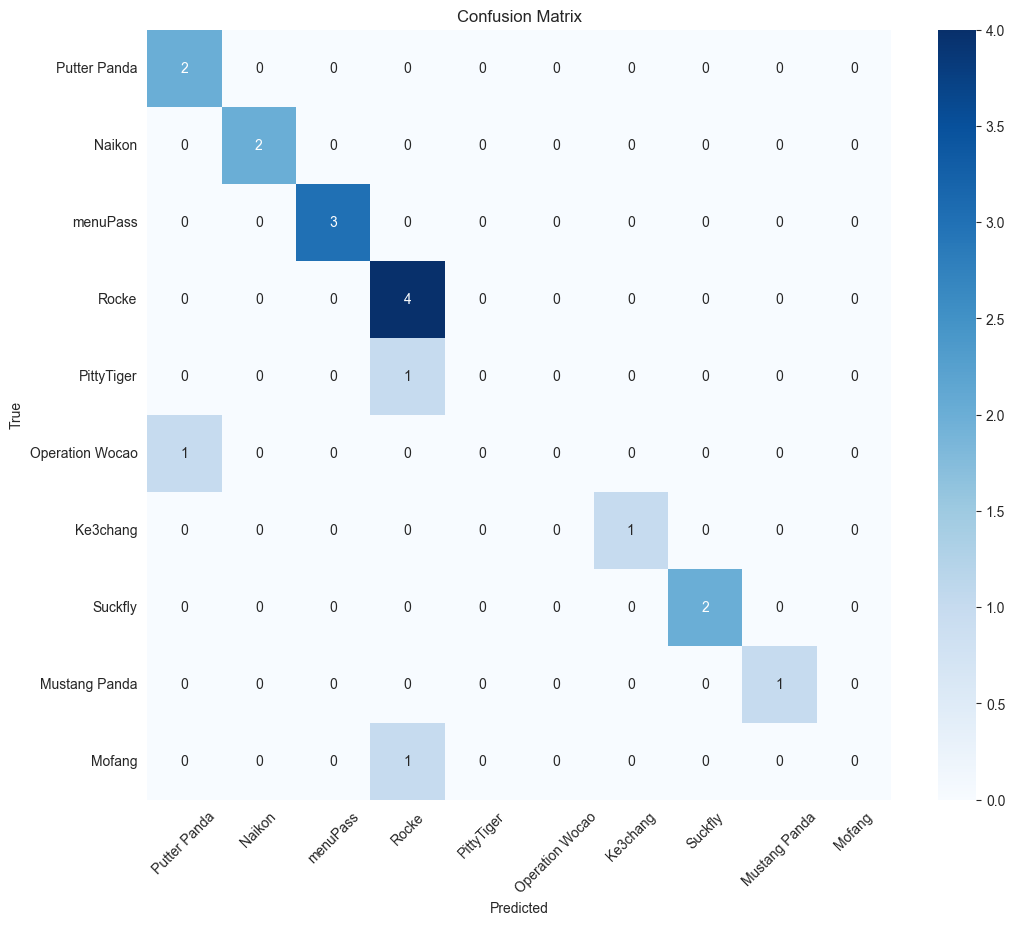 Confusion Matrix
Putter Panda 2 0 0 0 0 0 0 0 0 0
Naikon 0 2 0 0 0 0 0 0 0 0
menuPass 0 0 3 0 0 0 0 0 0 0
Rocke 0 0 0 4 0 0 0 0 0 0
PittyTiger 0 0 0 1 0 0 0 0 0 0
Operation Wocao 1 0 0 0 0 0 0 0 0 0
Ke3chang 0 0 0 0 0 0 1 0 0 0
Suckfly 0 0 0 0 0 0 0 2 0 0
Mustang Panda 0 0 0 0 0 0 0 0 1 0
Mofang 0 0 0 1 0 0 0 0 0 0
True
Putter Panda Naikon menuPass Rocke PittyTiger Operation Wocao Ke3chang Suckfly Mustang Panda Mofang
Predicted
4.0
3.5
3.0
2.5
2.0
1.5
1.0
0.5
0.0